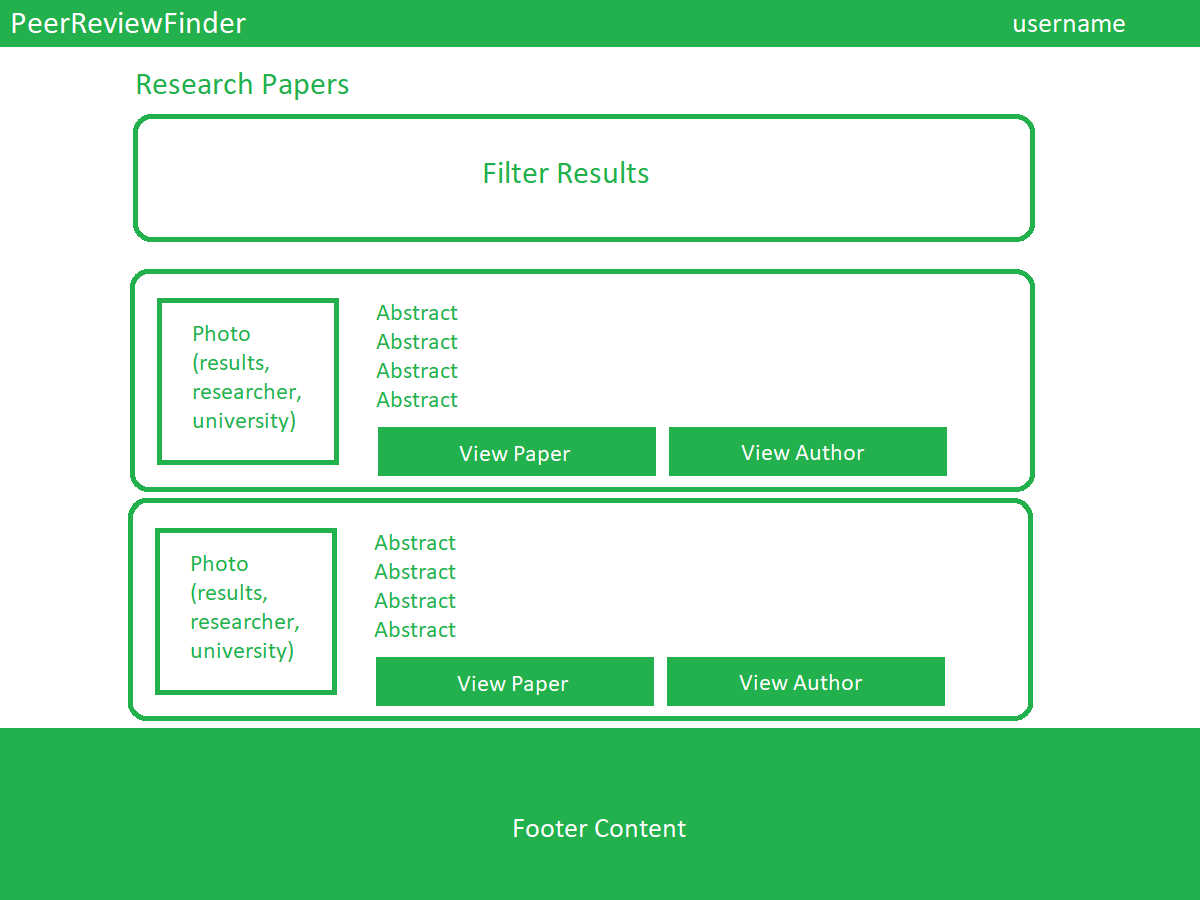 PeerReviewFinder
username
Research Papers
Filter Results
Photo
(results,
researcher,
university)
Abstract
Abstract
Abstract
Abstract
View Paper
View Author
Photo
(results,
researcher,
university)
Abstract
Abstract
Abstract
Abstract
View Paper
View Author
Footer Content